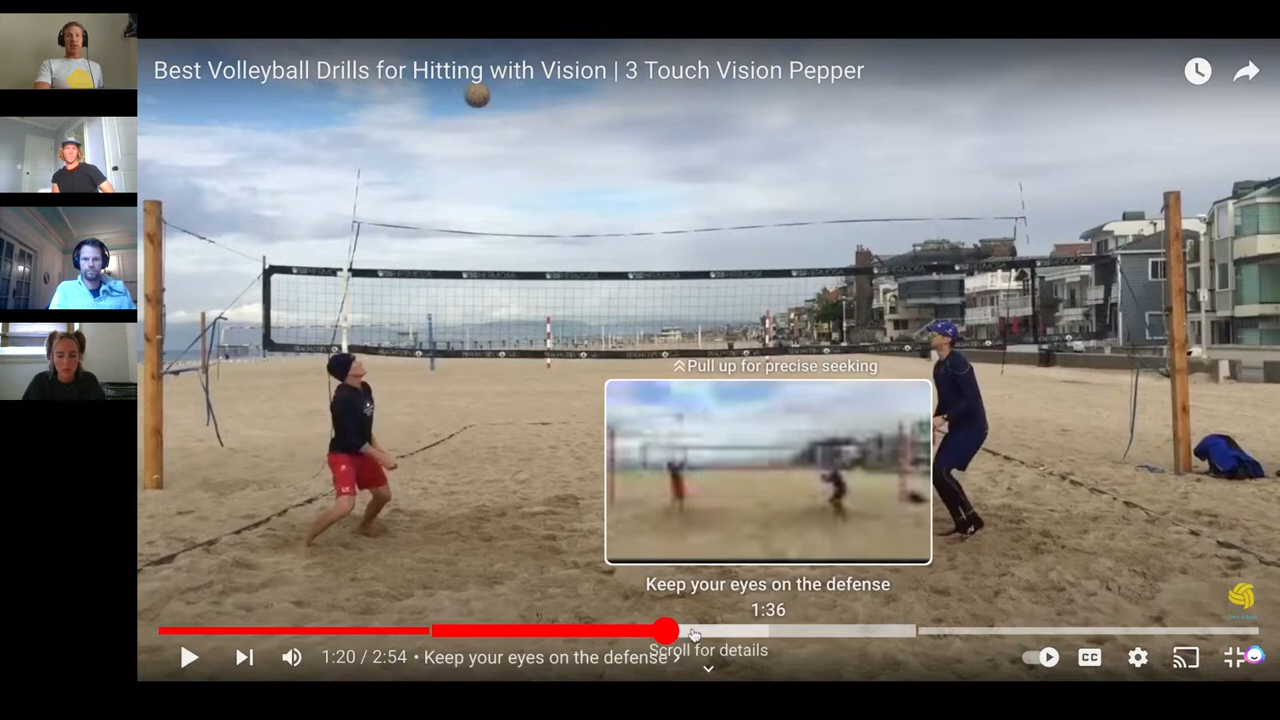 Best Volleyball Drills for Hitting with Vision | 3 Touch Vision Pepper
Pull up for precise seeking
Keep your eyes on the defense
1:36
1:20 / 2:54 • Keep your eyes on the defense
Scroll for details
CC